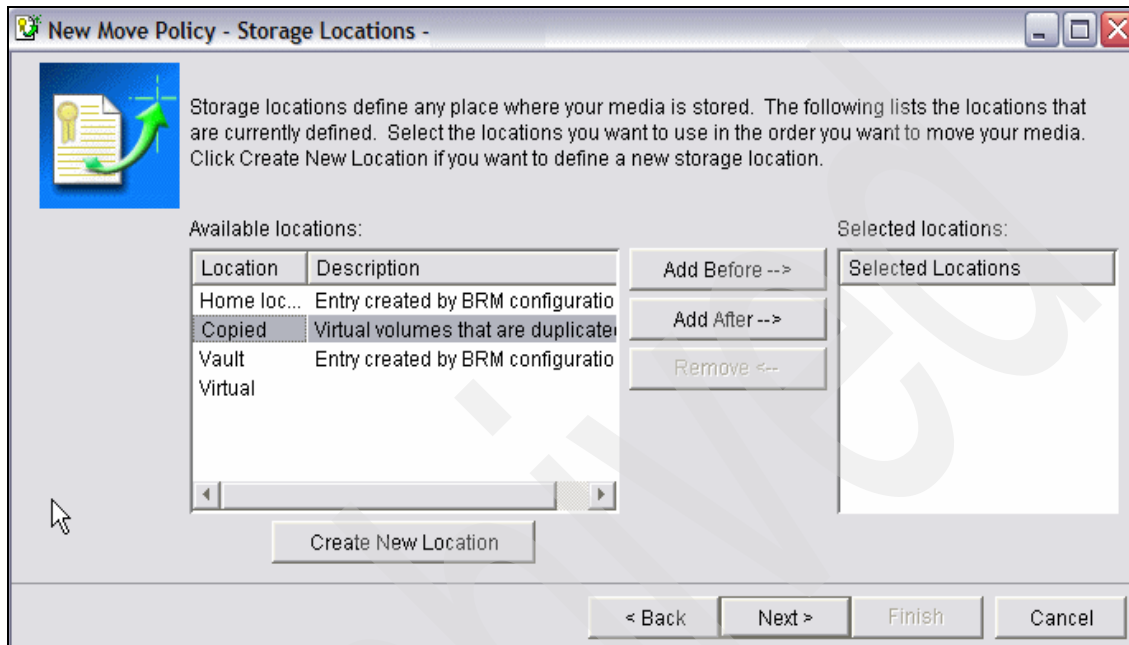 New Move Policy - Storage Locations -
Storage locations define any place where your media is stored. The following lists the locations that
are currently defined. Select the locations you want to use in the order you want to move your media.
Click Create New Location if you want to define a new storage location.
Available locations:
Selected locations:
Location Description
Add Before -->
Selected Locations
Home loc... Entry created by BRM configuratio
Copied Virtual volumes that are duplicate
Add After -->
Vault Entry created by BRM configuratio
Remove <--
Virtual
Create New Location
< Back Next > Finish Cancel